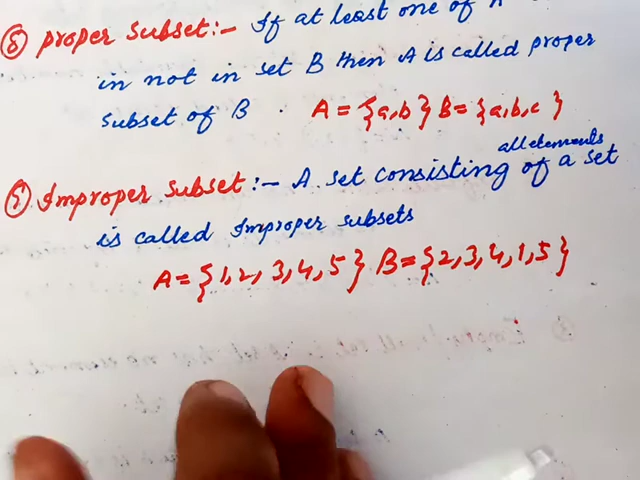 ⑧ proper subset:- If at least one of A
in not in set B then A is called proper
subset of B . A = {a,b} B = {a,b,c}
all elements
⑨ Improper subset:- A set consisting of a set
is called Improper subsets
A = {1,2, 3,4,5} B = {2,3,4,1,5}